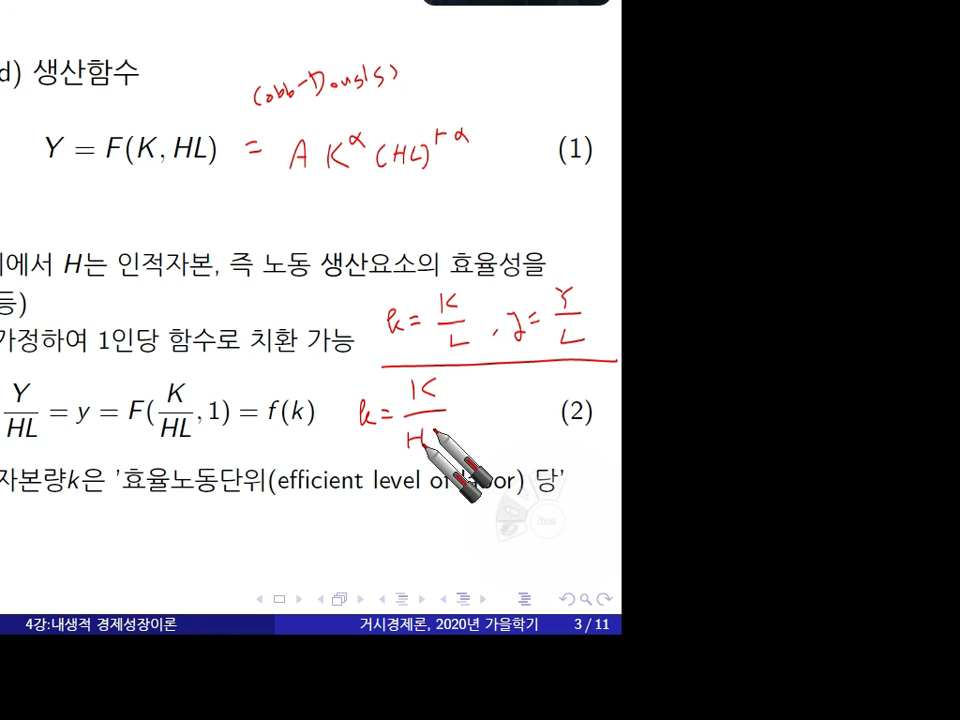 d) 생산함수
Cobb-Douglas)
Y = F(K, HL) = A K^α (HL)^{1-α} (1)
에서 H는 인적자본, 즉 노동 생산요소의 효율성을
등)
k = K/L , y = Y/L
가정하여 1인당 함수로 치환 가능
Y/HL = y = F(K/HL, 1) = f(k) k = K/H (2)
자본량k은 '효율노동단위(efficient level of labor) 당'
line
4강:내생적 경제성장이론 거시경제론, 2020년 가을학기 3 / 11